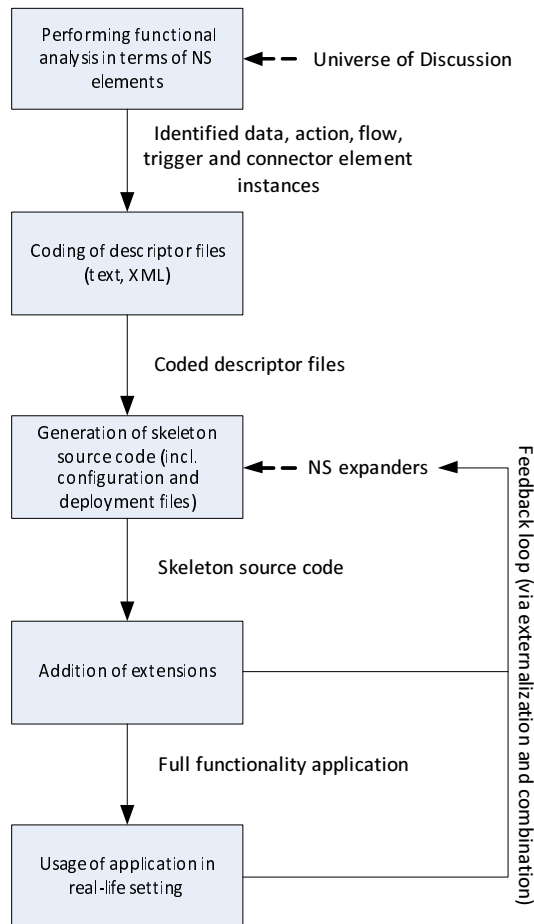 Performing functional
analysis in terms of NS
elements
Universe of Discussion
Identified data, action, flow,
trigger and connector element
instances
Coding of descriptor files
(text, XML)
Coded descriptor files
Generation of skeleton
source code (incl.
configuration and
deployment files)
NS expanders
Skeleton source code
Addition of extensions
Full functionality application
Usage of application in
real-life setting
Feedback loop (via externalization and combination)